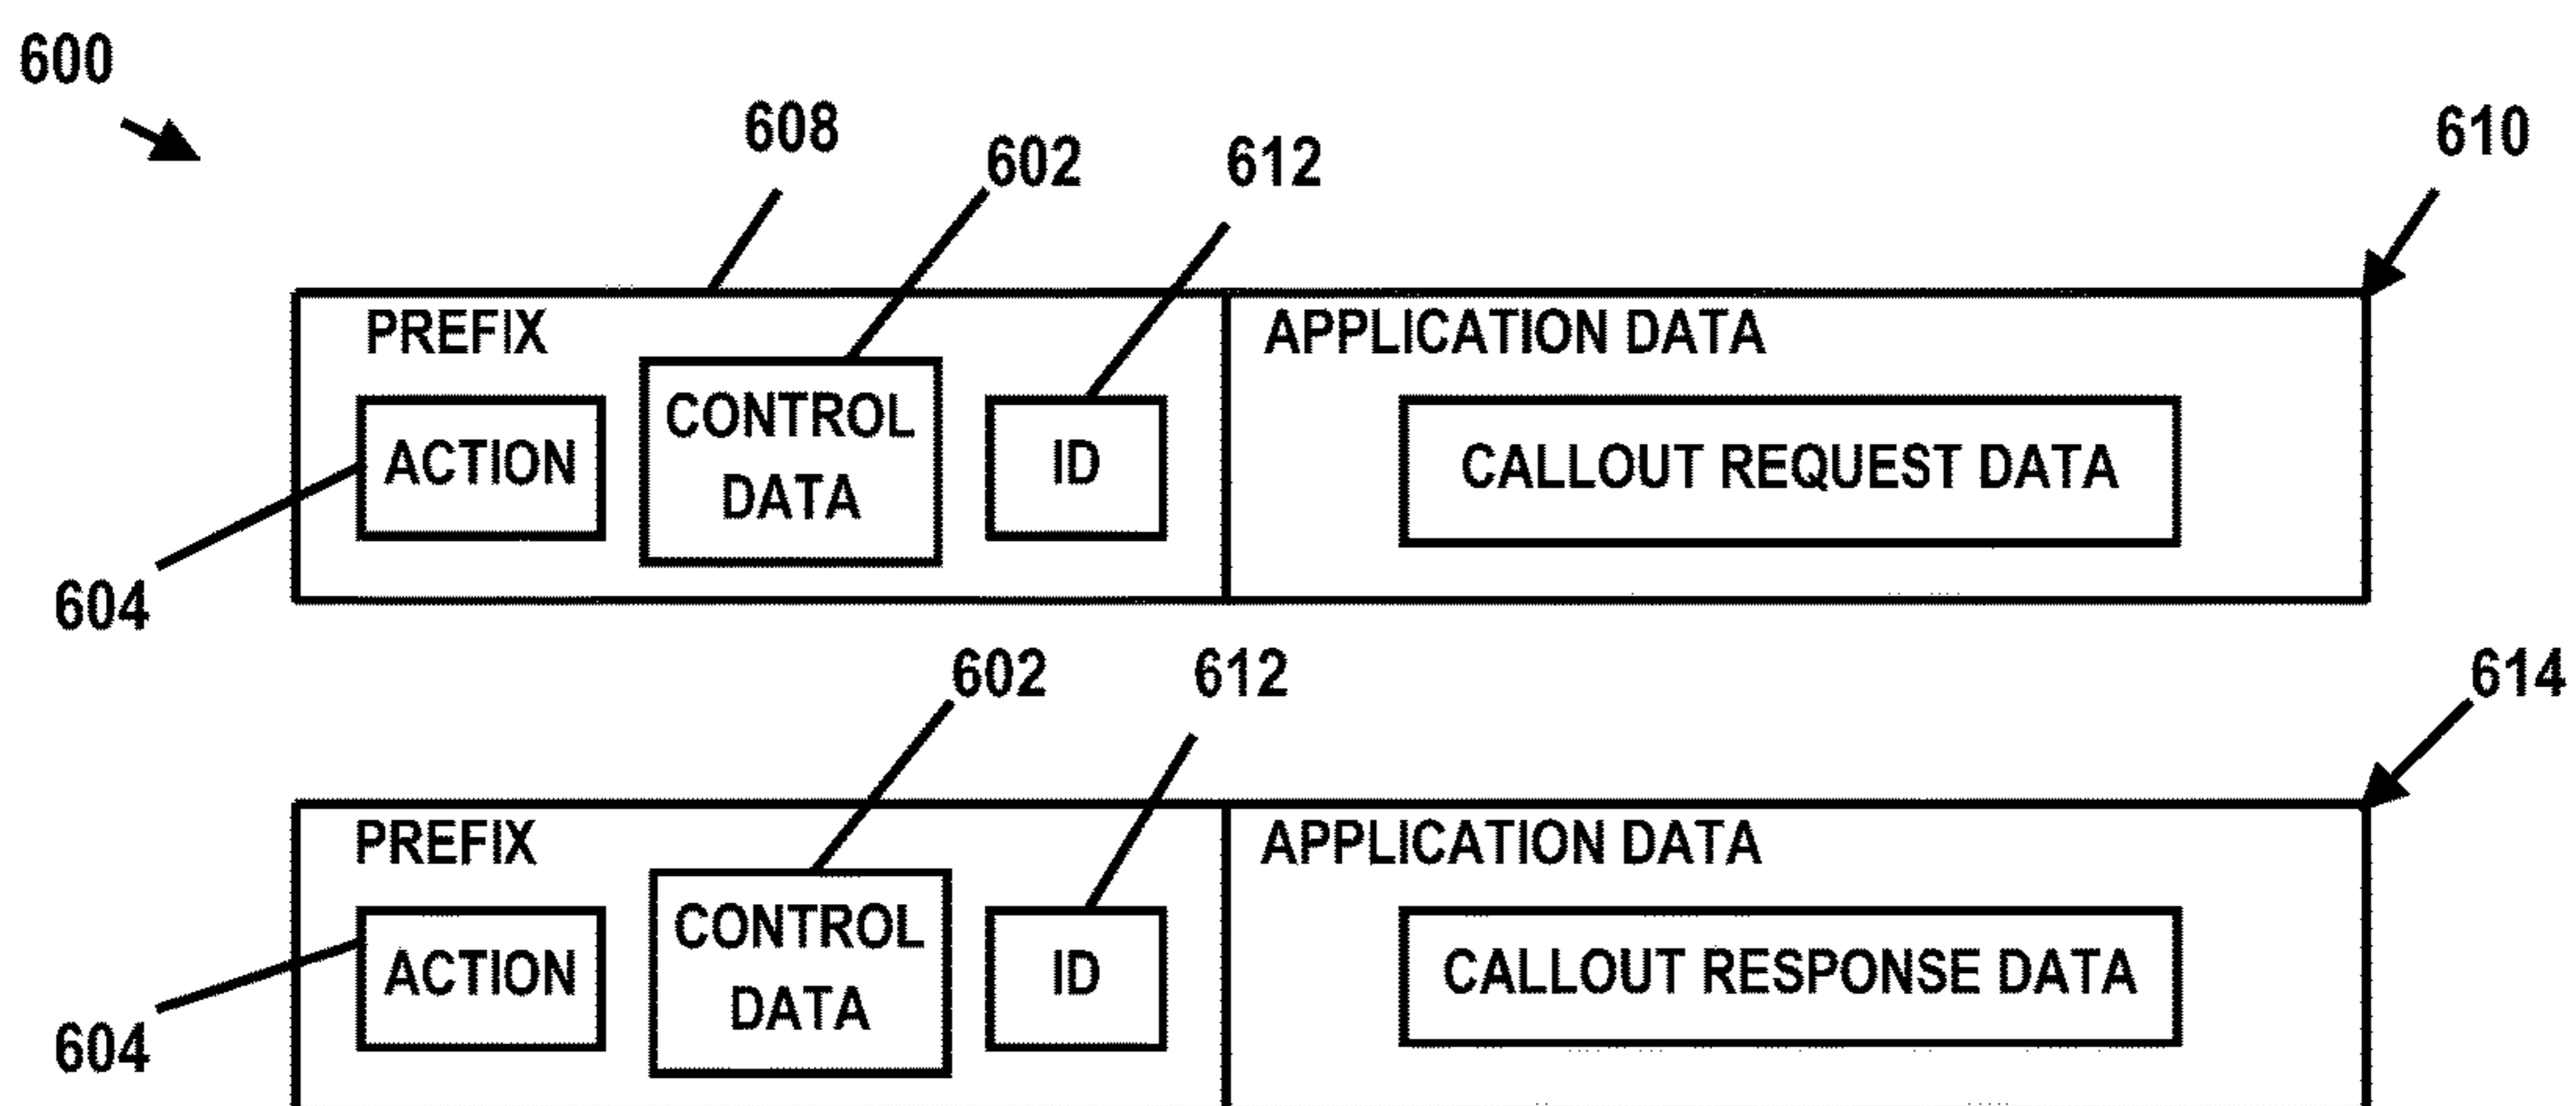 600
608
602
612
610
PREFIX
APPLICATION DATA
ACTION
CONTROL
DATA
ID
CALLOUT REQUEST DATA
604
602
612
614
PREFIX
APPLICATION DATA
ACTION
CONTROL
DATA
ID
CALLOUT RESPONSE DATA
604